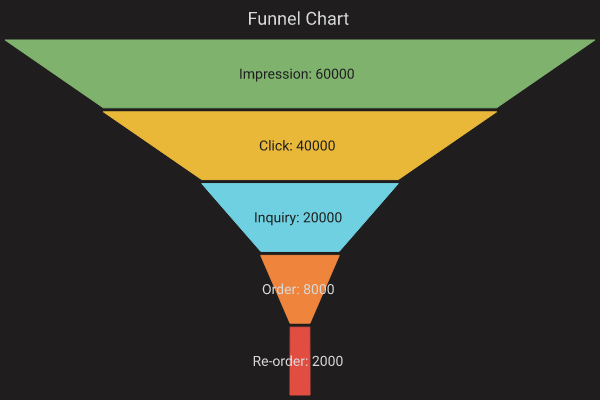 Funnel Chart
Impression: 60000
Click: 40000
Inquiry: 20000
Order: 8000
Re-order: 2000